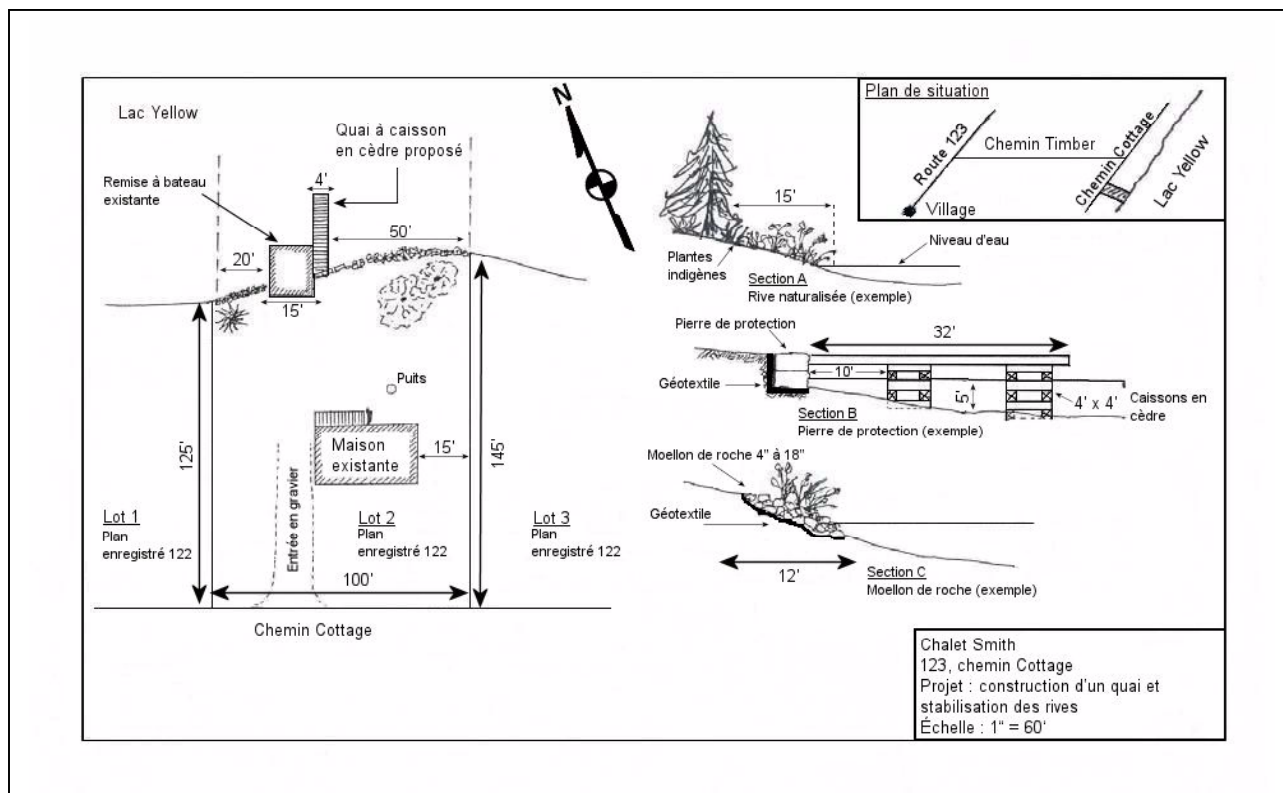 Lac Yellow
Quai à caisson
en cèdre proposé
N
4'
Remise à bateau
existante
50'
20'
15'
Puits
Maison
existante
15'
125'
145'
Entrée en gravier
Lot 1
Plan
enregistré 122
Lot 2
Plan
enregistré 122
Lot 3
Plan
enregistré 122
100'
Chemin Cottage
Plan de situation
Route 123
Chemin Timber
Chemin Cottage
Lac Yellow
Village
15'
Niveau d'eau
Plantes
indigènes
Section A
Rive naturalisée (exemple)
Pierre de protection
32'
10'
Géotextile
5'
4' x 4'
Caissons en
cèdre
Section B
Pierre de protection (exemple)
Moellon de roche 4" à 18"
Géotextile
12'
Section C
Moellon de roche (exemple)
Chalet Smith
123, chemin Cottage
Projet : construction d'un quai et
stabilisation des rives
Échelle : 1" = 60'